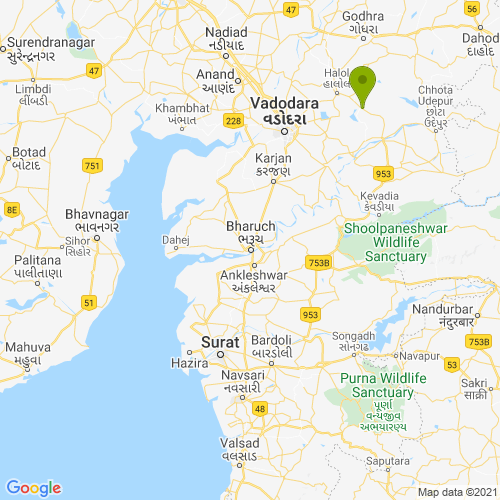 Godhra
ગોધરા
56
Nadiad
નડિયાદ
Dahod
દાહોદ
Surendranagar
સુરેન્દ્રનગર
47
47
Anand
આણંદ
Halol
હાલોલ
Limbdi
લીંબડી
Chhota
Udepur
છોટા
ઉદેપુર
Khambhat
ખંભાત
Vadodara
વડોદરા
228
Botad
બોટાદ
751
Karjan
કરજણ
953
Kevadia
કેવડિયા
8E
Bhavnagar
ભાવનગર
Bharuch
ભરૂચ
Shoolpaneshwar
Wildlife
Sanctuary
Sihor
સિહોર
Dahej
Palitana
પાલીતાણા
753B
Ankleshwar
અંકલેશ્વર
51
953
Nandurbar
નંદુરબાર
Mahuva
મહુવા
Surat
Bardoli
બારડોલી
Songadh
સોનગઢ
753B
Hazira
Navapur
Navsari
નવસારી
Purna Wildlife
Sanctuary
પૂર્ણા
વન્યજીવ
અભયારણ્ય
Sakri
साक्री
48
Valsad
વલસાડ
Saputara
Google
Map data ©2021